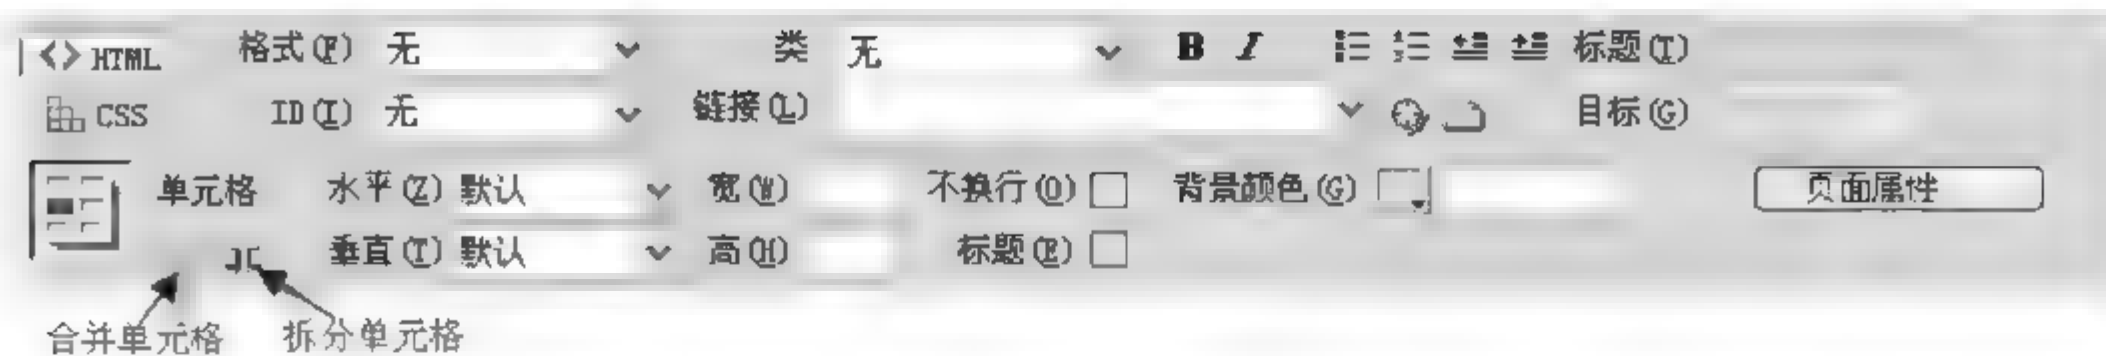 <> HTML 格式(F) 无 类 无 B I 标题(T)
CSS ID(I) 无 链接(L) 目标(G)
单元格 水平(Z) 默认 宽(W) 不换行(O) 背景颜色(G) 页面属性
垂直(T) 默认 高(H) 标题(E)
合并单元格 拆分单元格